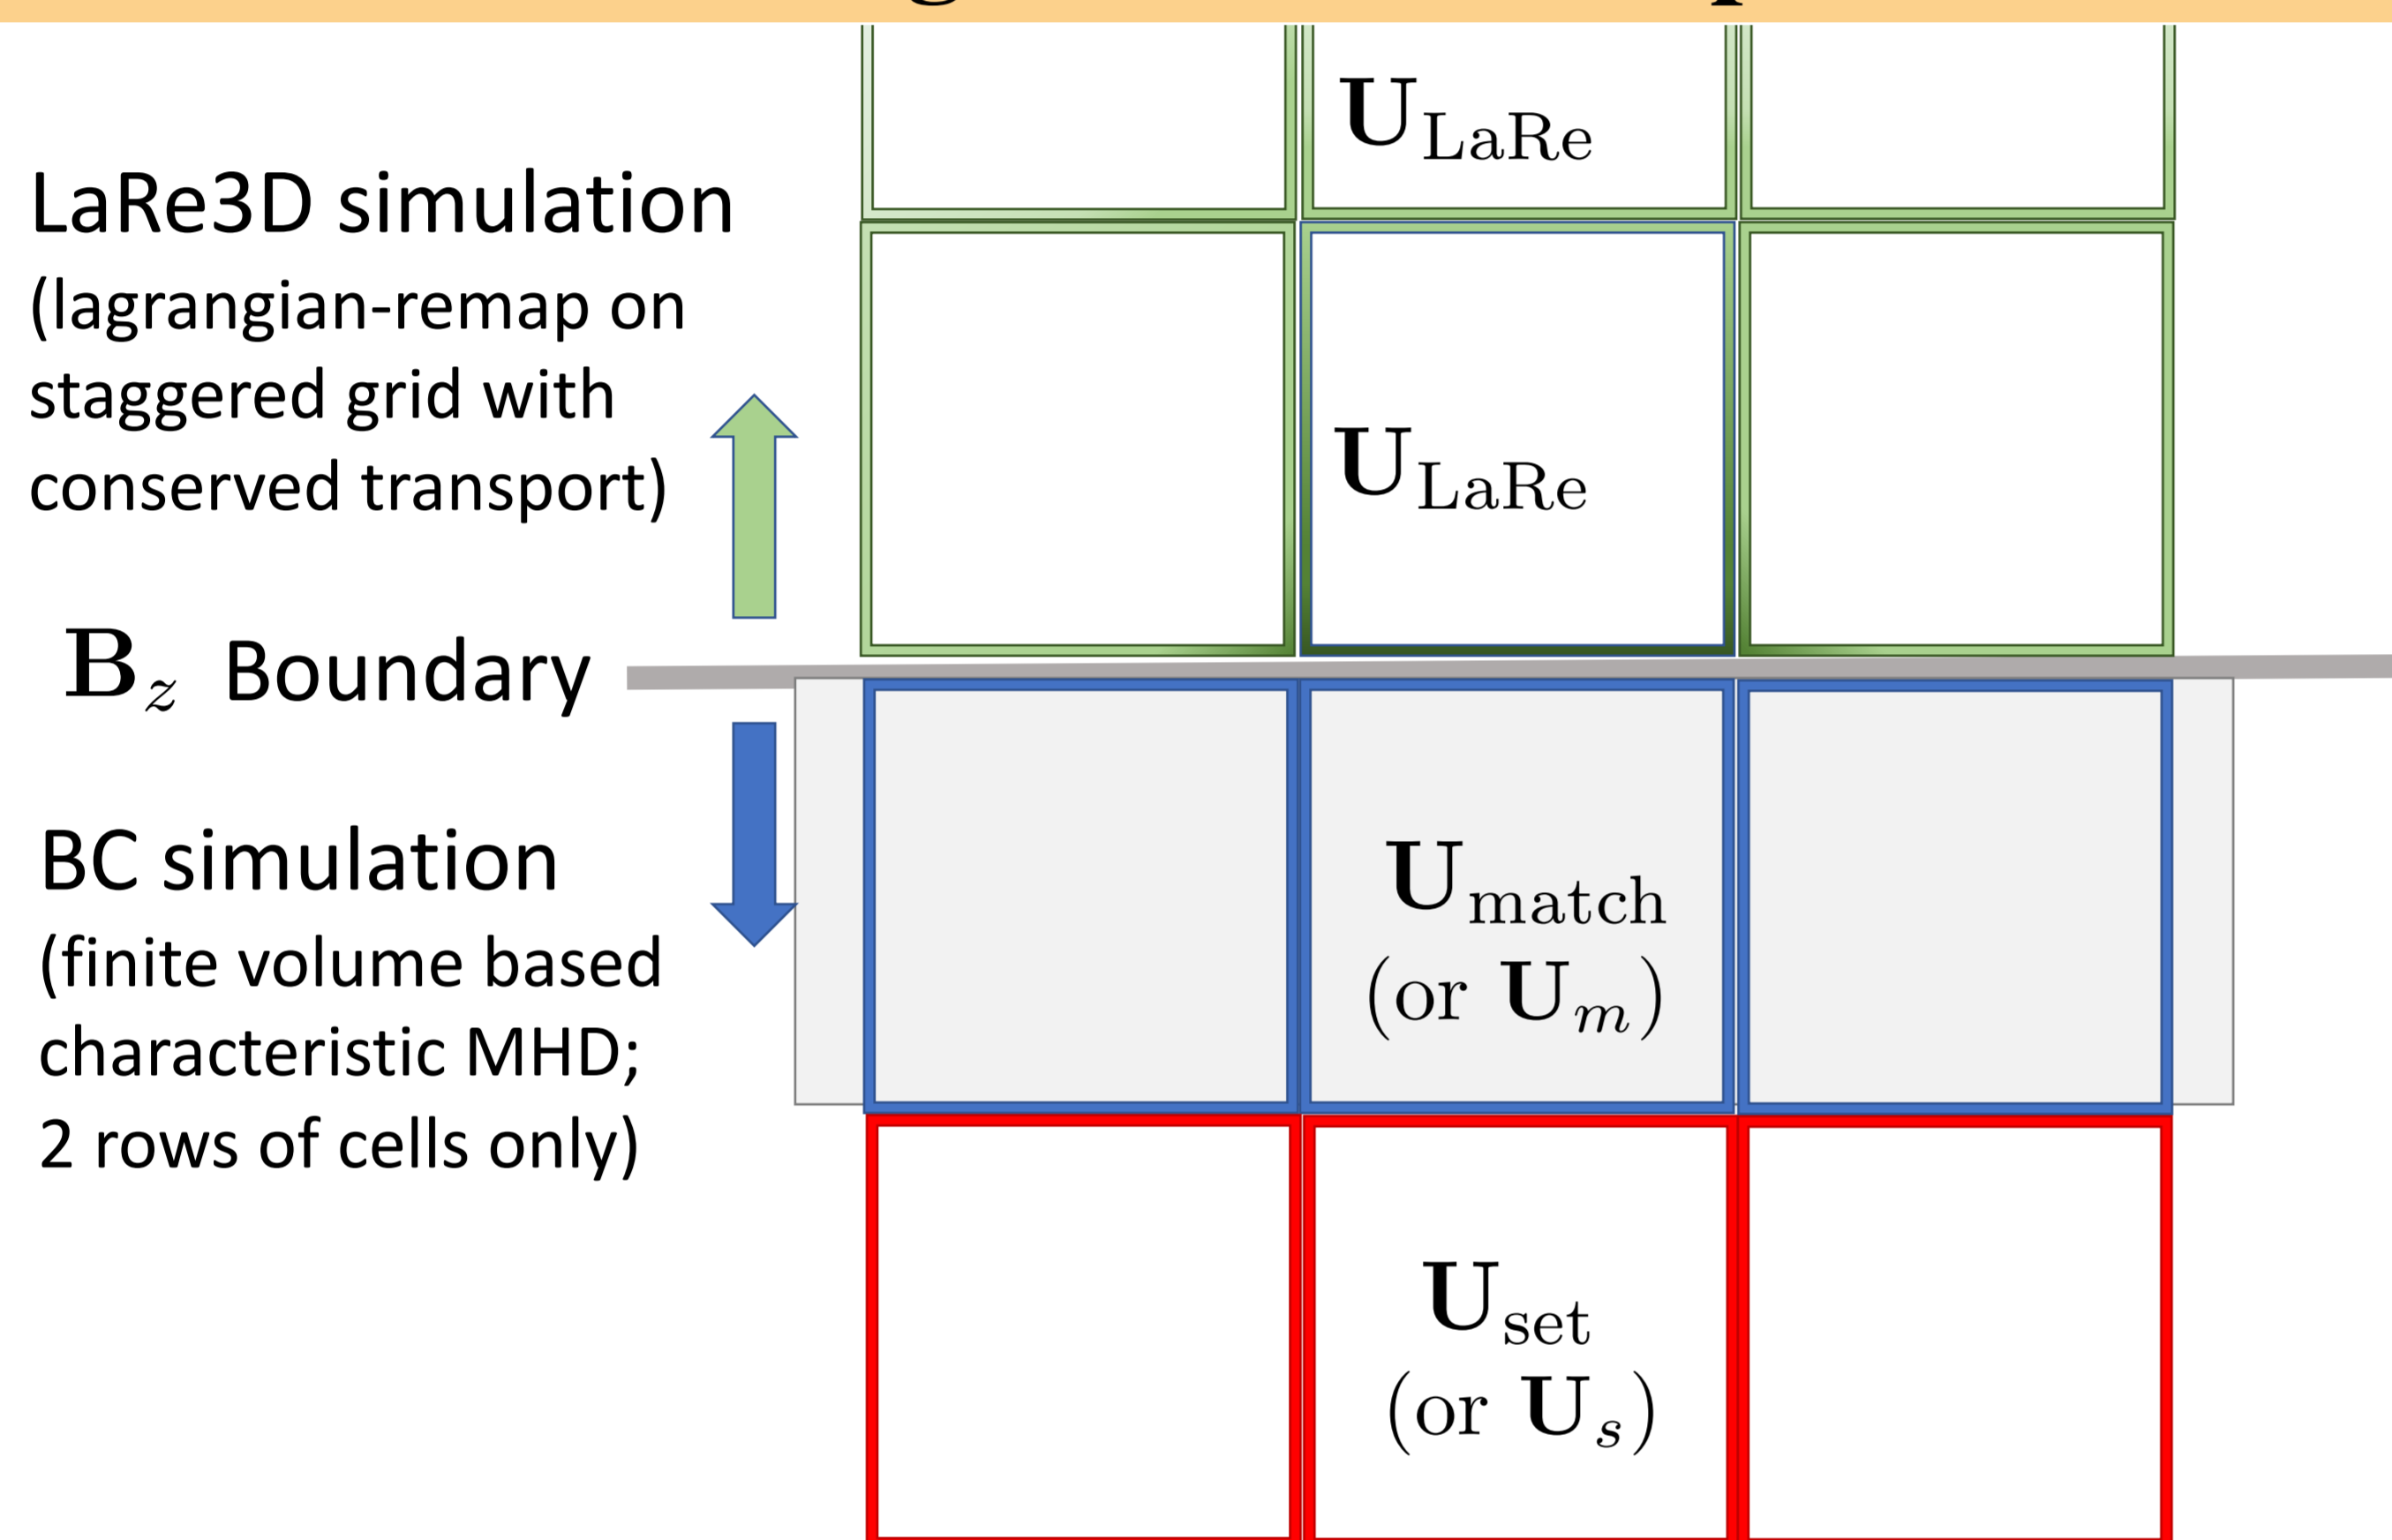 LaRe3D simulation
(lagrangian-remap on
staggered grid with
conserved transport)
B_z Boundary
BC simulation
(finite volume based
characteristic MHD;
2 rows of cells only)
U_LaRe
U_LaRe
U_match
(or U_m)
U_set
(or U_s)